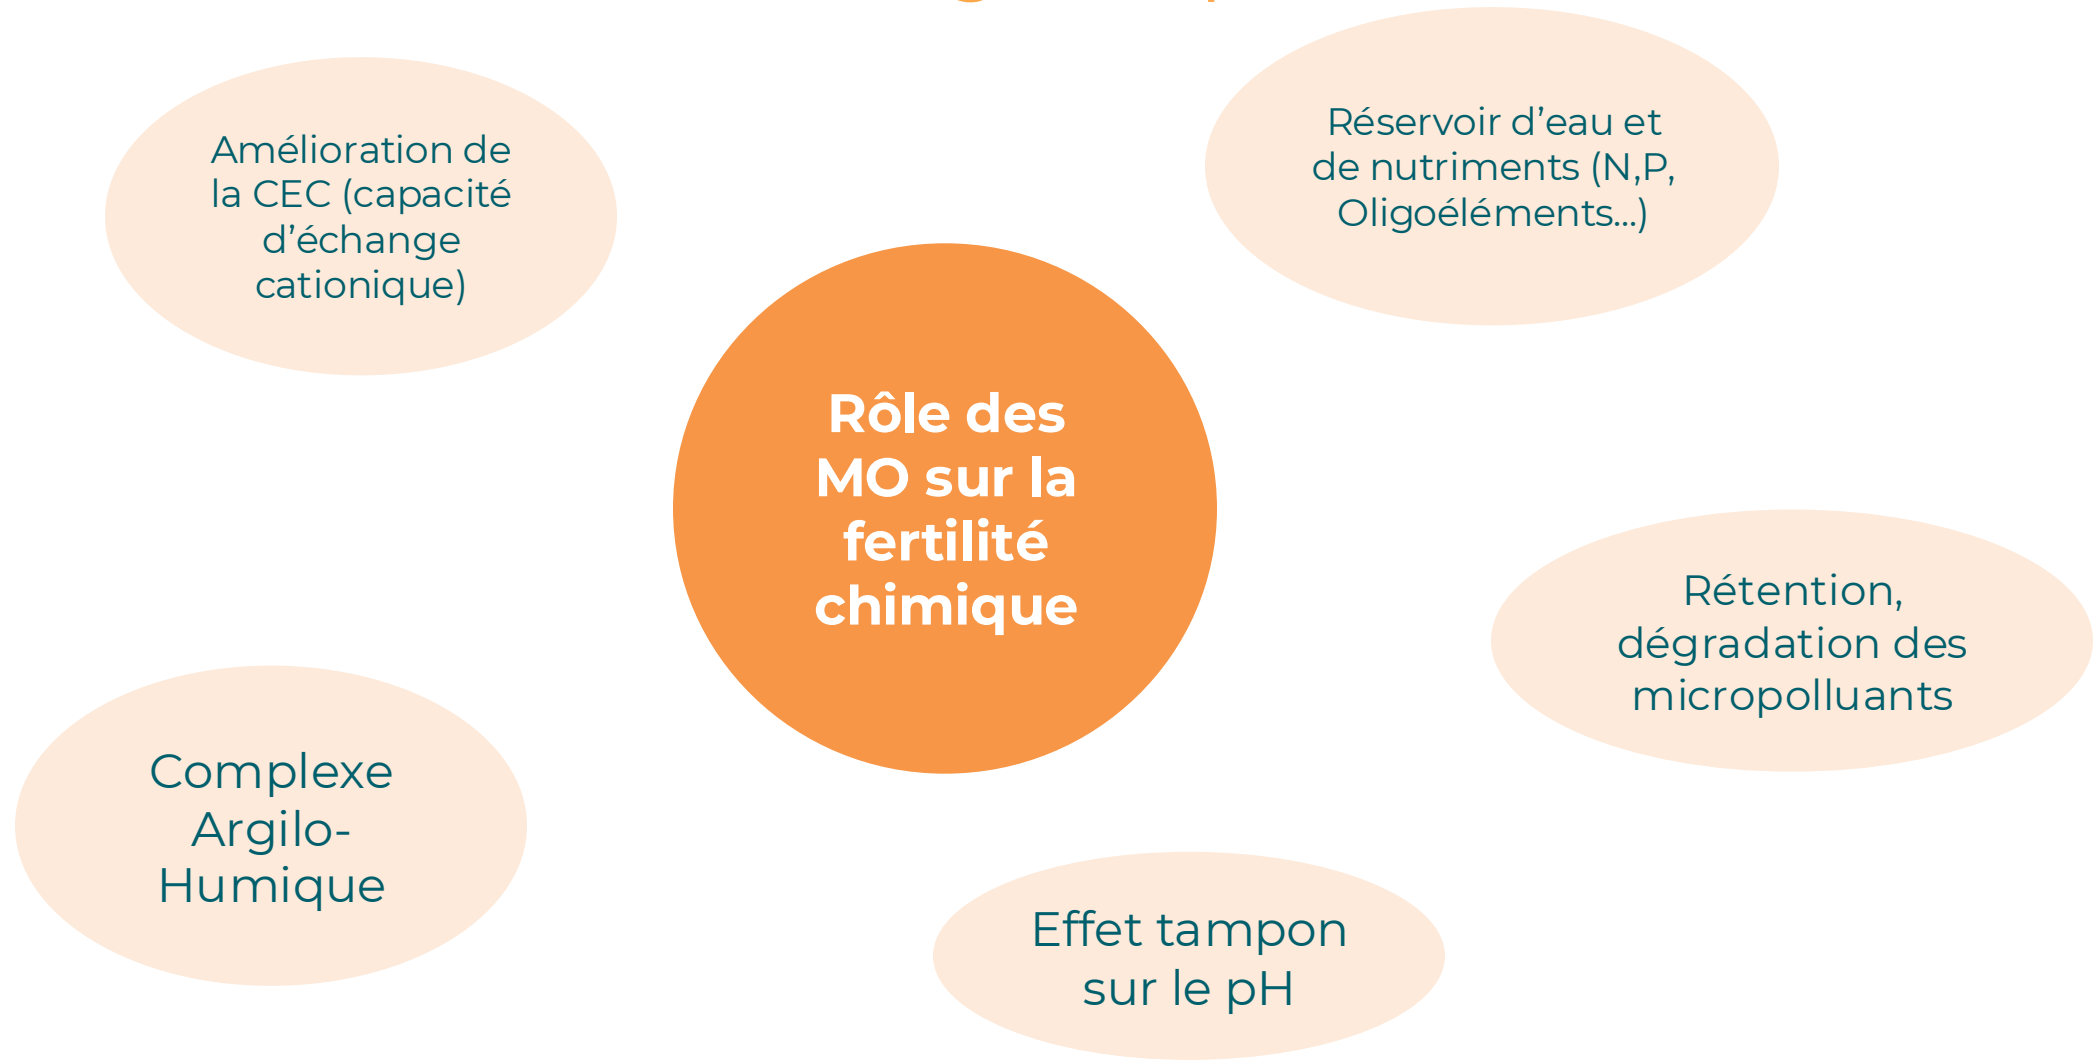 Amélioration de
la CEC (capacité
d’échange
cationique)
Réservoir d’eau et
de nutriments (N,P,
Oligoéléments...)
Rôle des
MO sur la
fertilité
chimique
Rétention,
dégradation des
micropolluants
Complexe
Argilo-
Humique
Effet tampon
sur le pH